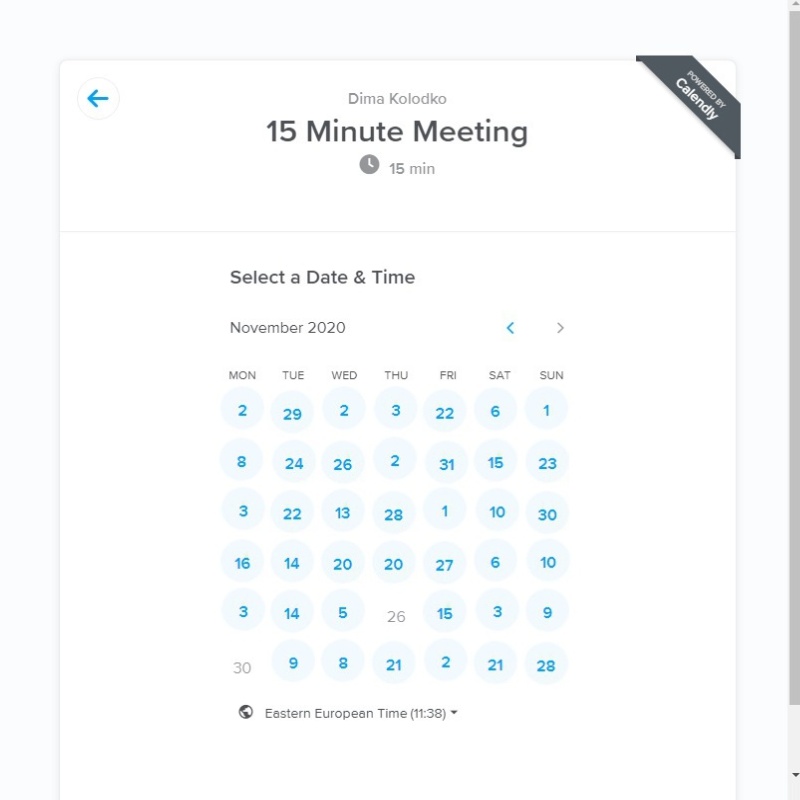 POWERED BY
Calendly
Dima Kolodko
15 Minute Meeting
15 min
Select a Date & Time
November 2020
MON TUE WED THU FRI SAT SUN
2 29 2 3 22 6 1
8 24 26 2 31 15 23
3 22 13 28 1 10 30
16 14 20 20 27 6 10
3 14 5 26 15 3 9
30 9 8 21 2 21 28
Eastern European Time (11:38)